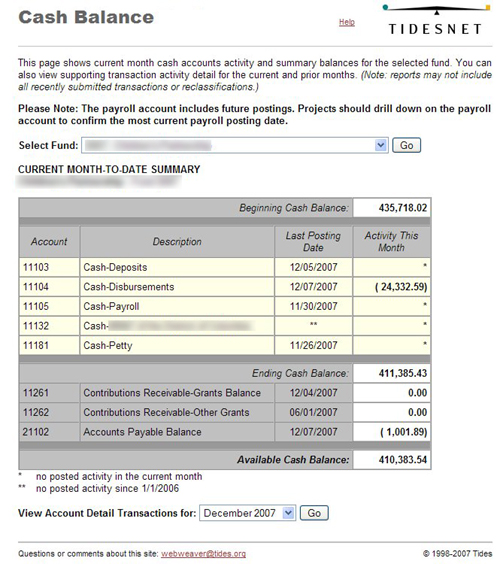 Cash Balance
Help
TIDESNET
This page shows current month cash accounts activity and summary balances for the selected fund. You can
also view supporting transaction activity detail for the current and prior months. (Note: reports may not include
all recently submitted transactions or reclassifications.)
Please Note: The payroll account includes future postings. Projects should drill down on the payroll
account to confirm the most current payroll posting date.
Select Fund: Go
CURRENT MONTH-TO-DATE SUMMARY
Beginning Cash Balance: 435,718.02
Account Description Last Posting Date Activity This Month
11103 Cash-Deposits 12/05/2007 *
11104 Cash-Disbursements 12/07/2007 ( 24,332.59)
11105 Cash-Payroll 11/30/2007 *
11132 Cash- ** *
11181 Cash-Petty 11/26/2007 *
Ending Cash Balance: 411,385.43
11261 Contributions Receivable-Grants Balance 12/04/2007 0.00
11262 Contributions Receivable-Other Grants 06/01/2007 0.00
21102 Accounts Payable Balance 12/07/2007 ( 1,001.89)
Available Cash Balance: 410,383.54
* no posted activity in the current month
** no posted activity since 1/1/2006
View Account Detail Transactions for: December 2007 Go
Questions or comments about this site: webweaver@tides.org © 1998-2007 Tides